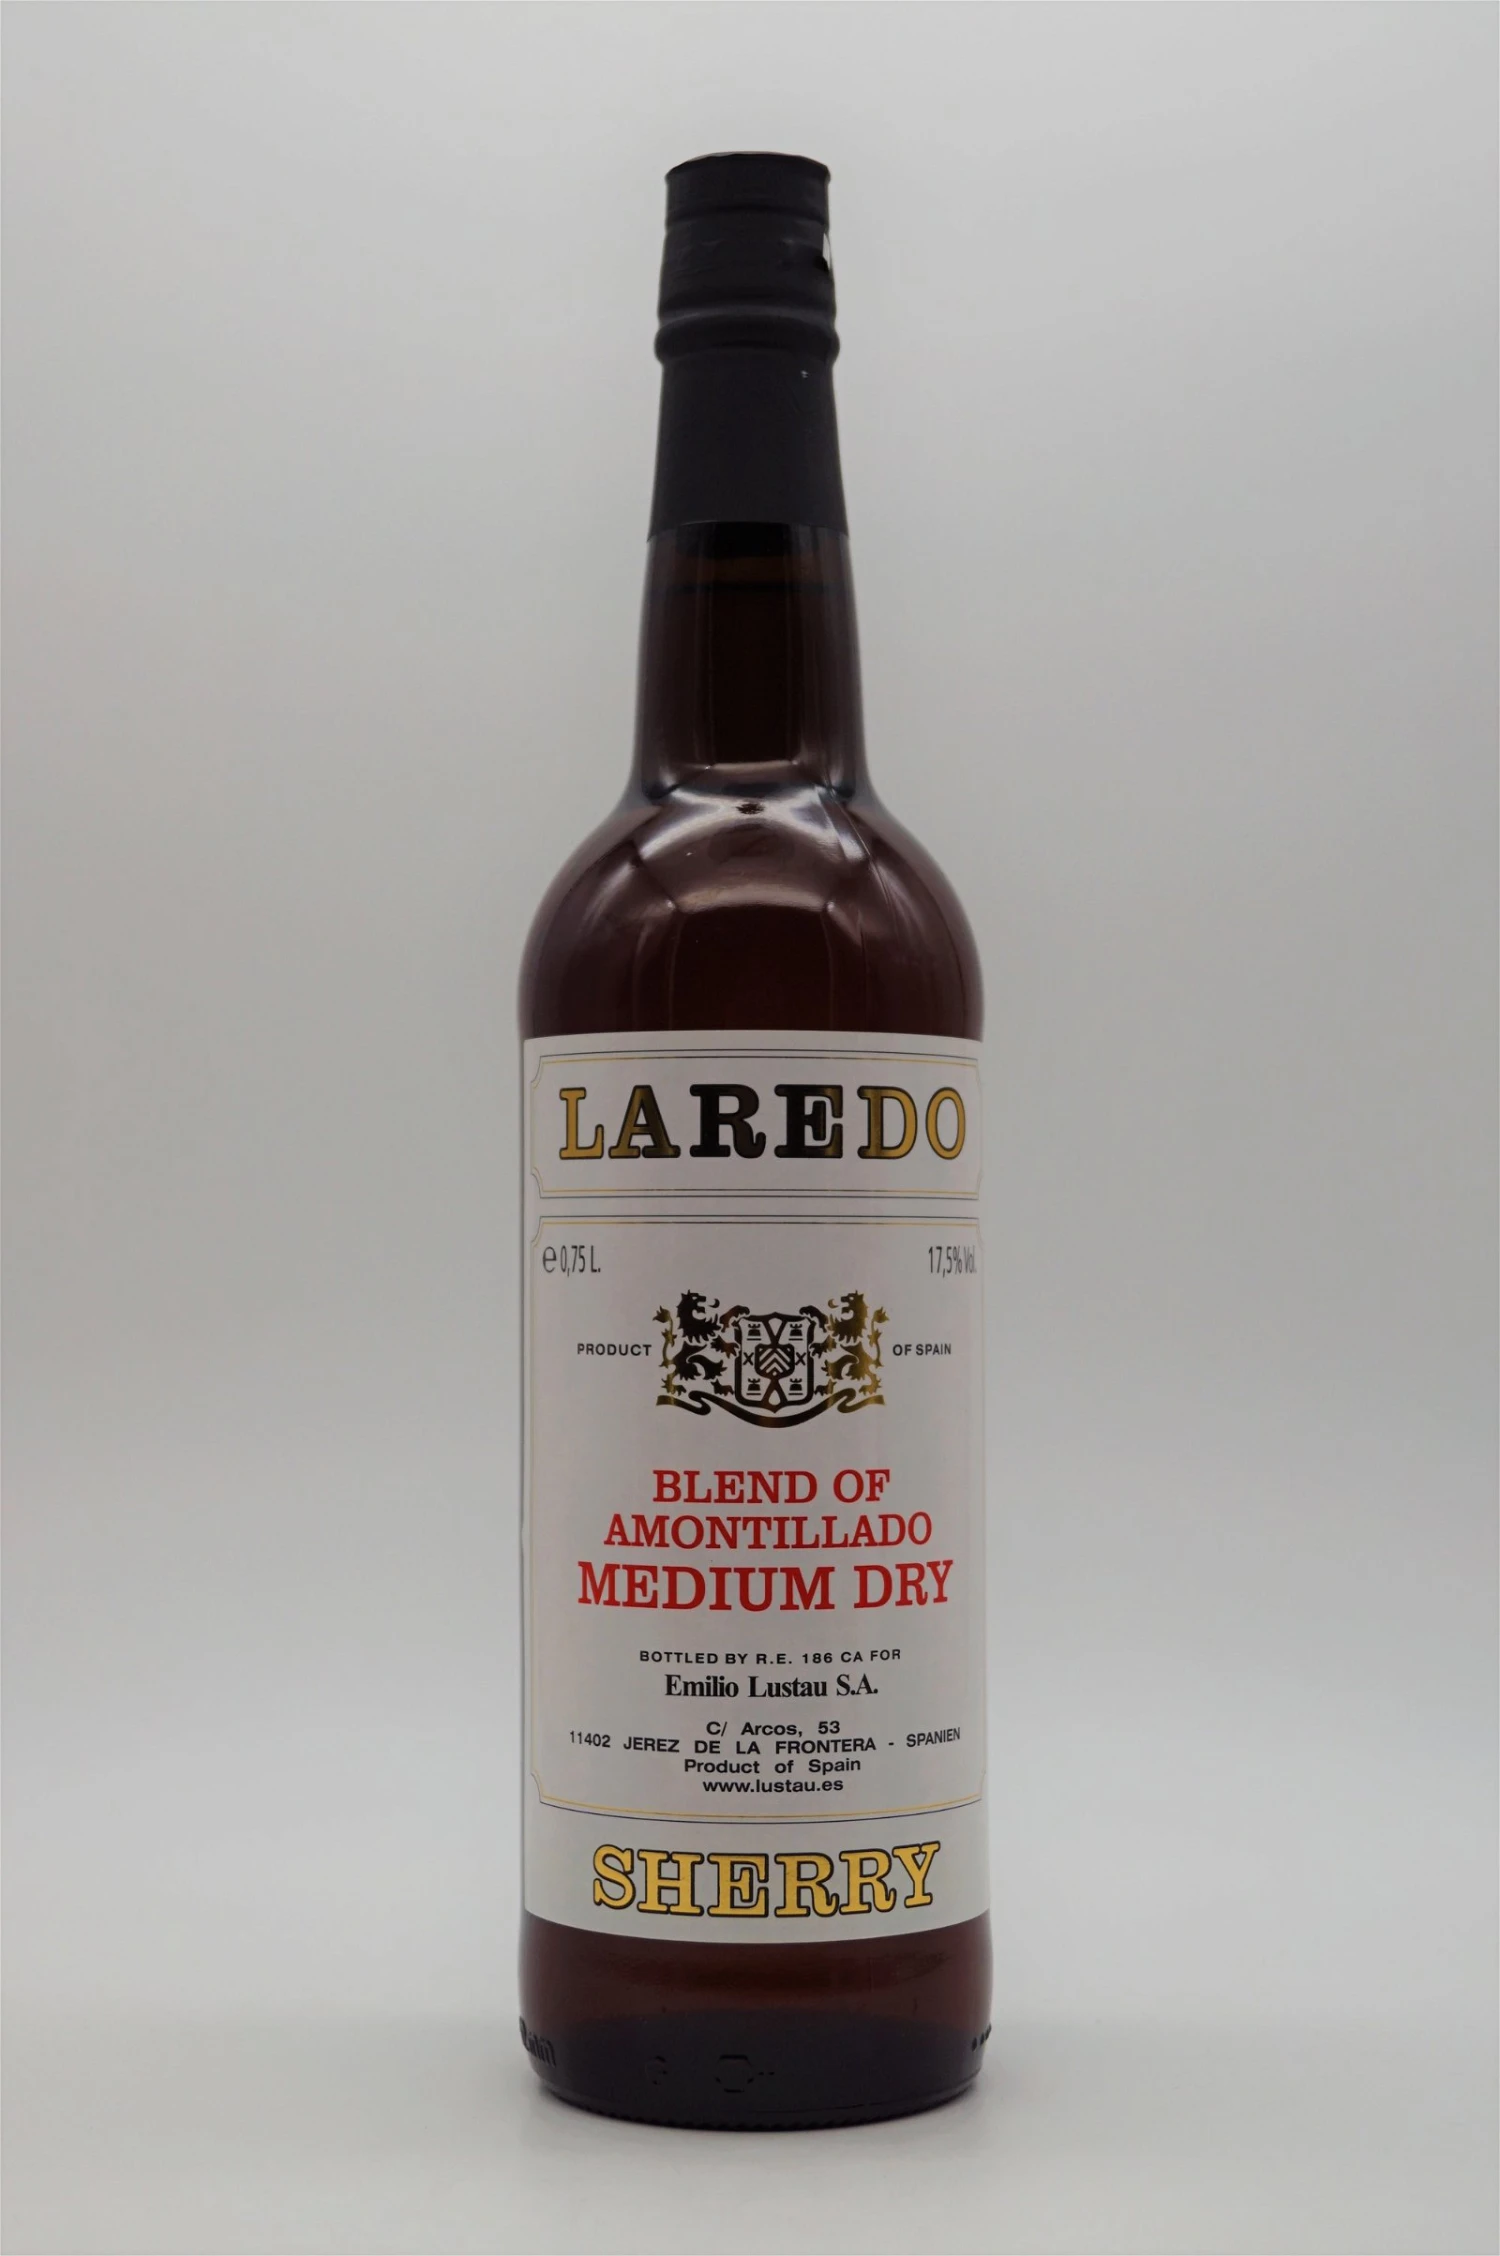 LAREDO
℮ 0,75 L. 17,5% Vol.
PRODUCT OF SPAIN
BLEND OF
AMONTILLADO
MEDIUM DRY
BOTTLED BY R.E. 186 CA FOR
Emilio Lustau S.A.
C/ Arcos, 53
11402 JEREZ DE LA FRONTERA - SPANIEN
Product of Spain
www.lustau.es
SHERRY